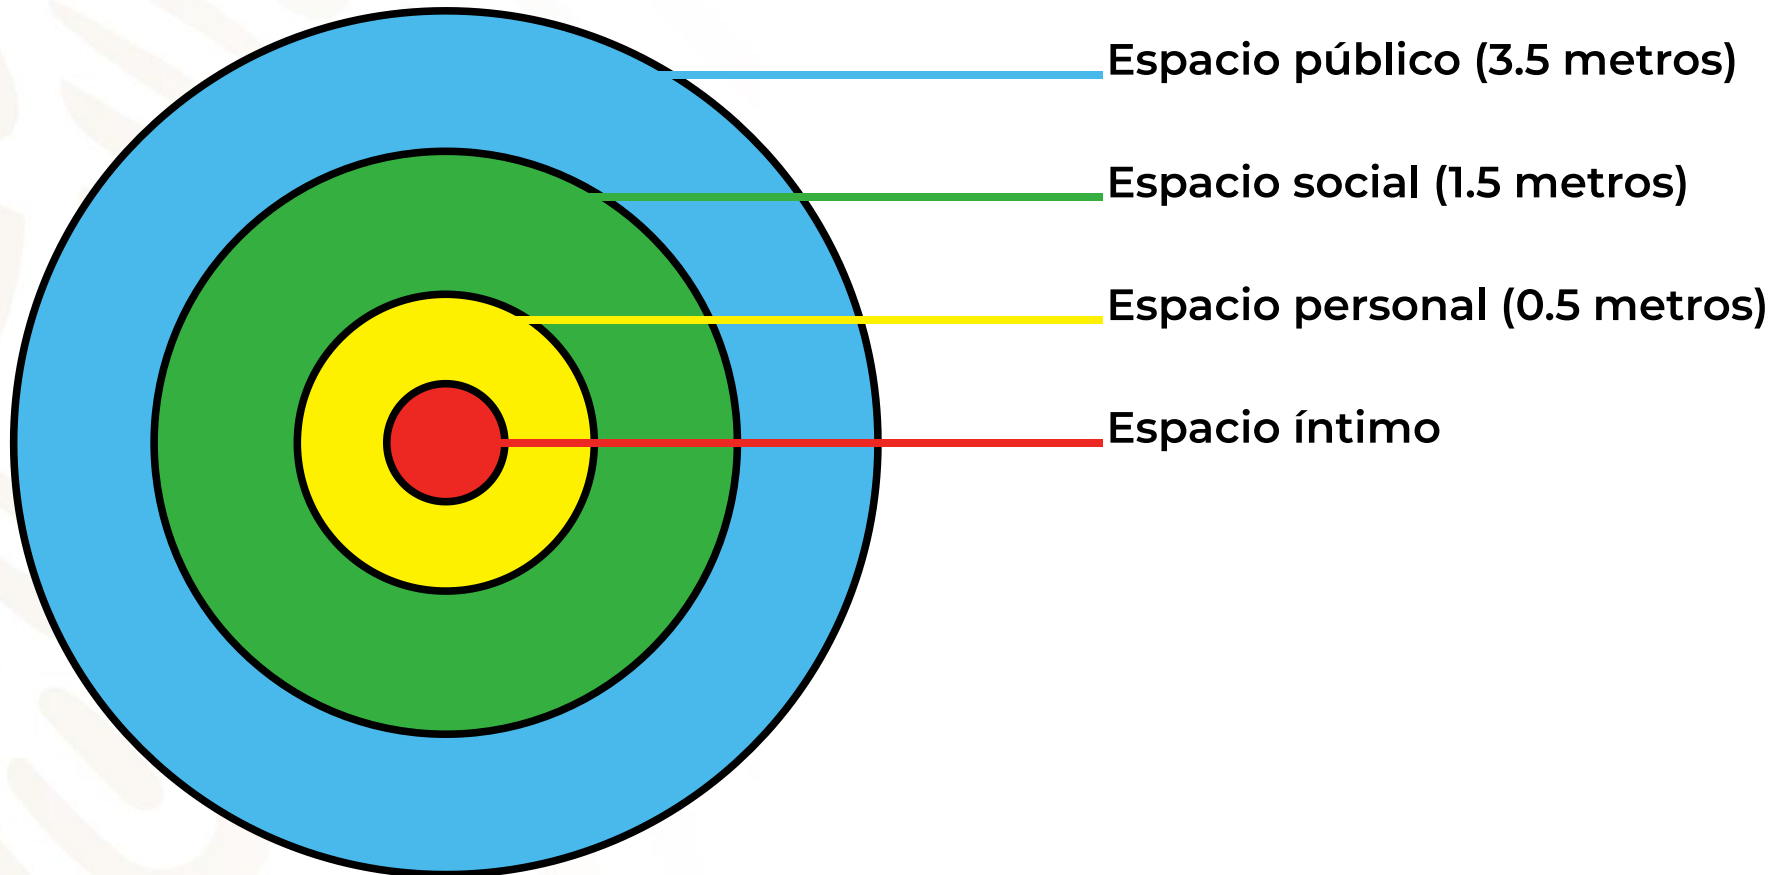 Espacio público (3.5 metros)
Espacio social (1.5 metros)
Espacio personal (0.5 metros)
Espacio íntimo